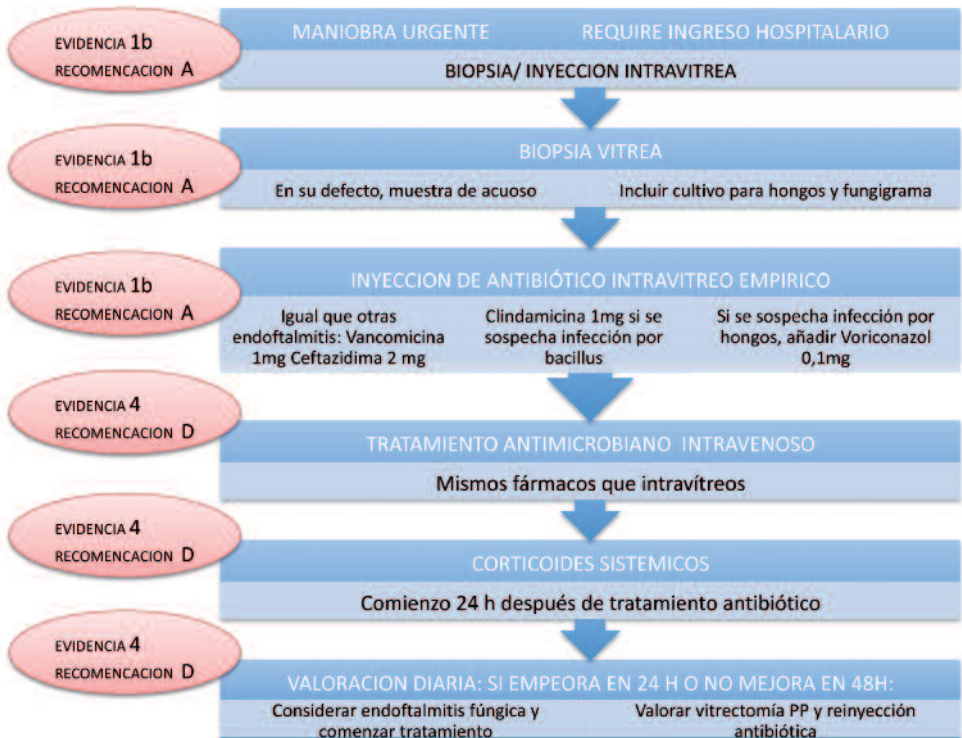 EVIDENCIA 1b
RECOMENCACION A
MANIOBRA URGENTE REQUIRE INGRESO HOSPITALARIO
BIOPSIA/ INYECCION INTRAVITREA
EVIDENCIA 1b
RECOMENCACION A
BIOPSIA VITREA
En su defecto, muestra de acuoso
Incluir cultivo para hongos y fungigrama
EVIDENCIA 1b
RECOMENCACION A
INYECCION DE ANTIBIÓTICO INTRAVITREO EMPIRICO
Igual que otras
endoftalmitis: Vancomicina
1mg Ceftazidima 2 mg
Clindamicina 1mg si se
sospecha infección por
bacillus
Si se sospecha infección por
hongos, añadir Voriconazol
0,1mg
EVIDENCIA 4
RECOMENCACION D
TRATAMIENTO ANTIMICROBIANO INTRAVENOSO
Mismos fármacos que intravítreos
EVIDENCIA 4
RECOMENCACION D
CORTICOIDES SISTEMICOS
Comienzo 24 h después de tratamiento antibiótico
EVIDENCIA 4
RECOMENCACION D
VALORACION DIARIA: SI EMPEORA EN 24 H O NO MEJORA EN 48H:
Considerar endoftalmitis fúngica y
comenzar tratamiento
Valorar vitrectomía PP y reinyección
antibiótica